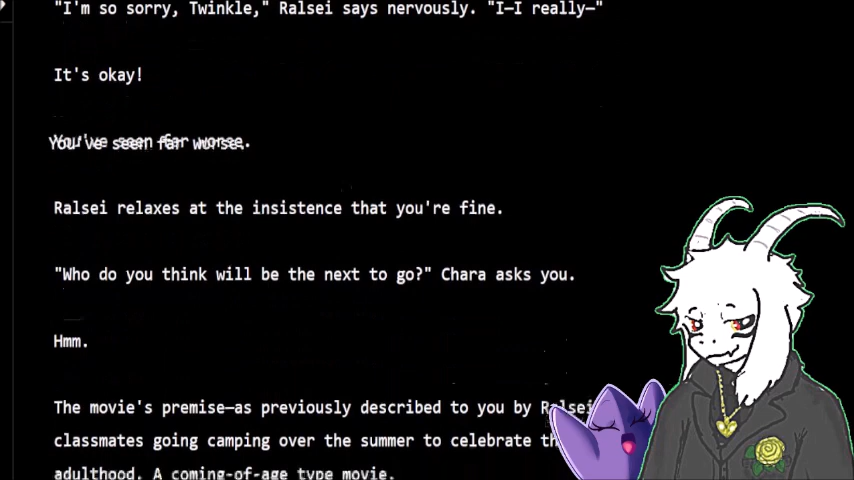 "I'm so sorry, Twinkle," Ralsei says nervously. "I—I really—"
It's okay!
You've seen far worse.
Ralsei relaxes at the insistence that you're fine.
"Who do you think will be the next to go?" Chara asks you.
Hmm.
The movie's premise—as previously described to you by Ralsei
classmates going camping over the summer to celebrate
adulthood. A coming-of-age type movie.